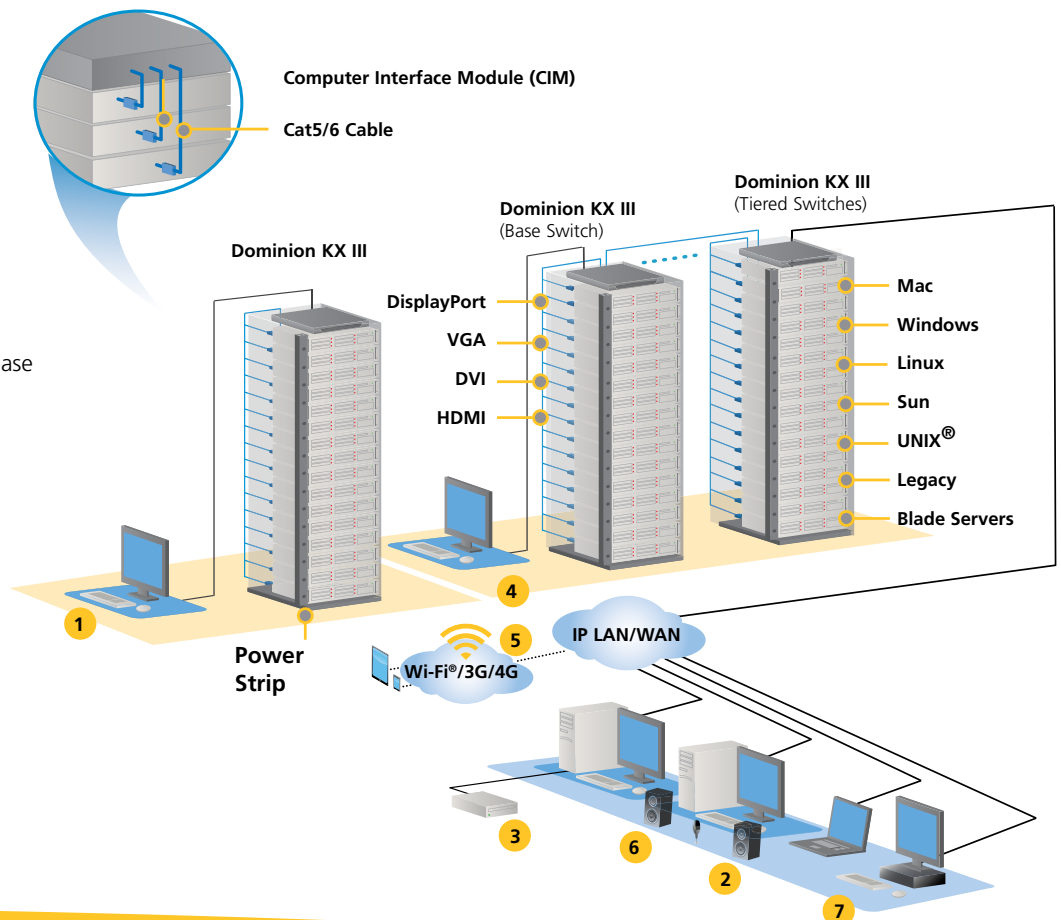 Computer Interface Module (CIM)
Cat5/6 Cable
Dominion KX III
(Tiered Switches)
Dominion KX III
(Base Switch)
Dominion KX III
DisplayPort
VGA
DVI
HDMI
Mac
Windows
Linux
Sun
UNIX®
Legacy
Blade Servers
ase
1
4
Power
Strip
5
Wi-Fi®/3G/4G
IP LAN/WAN
3
6
2
7